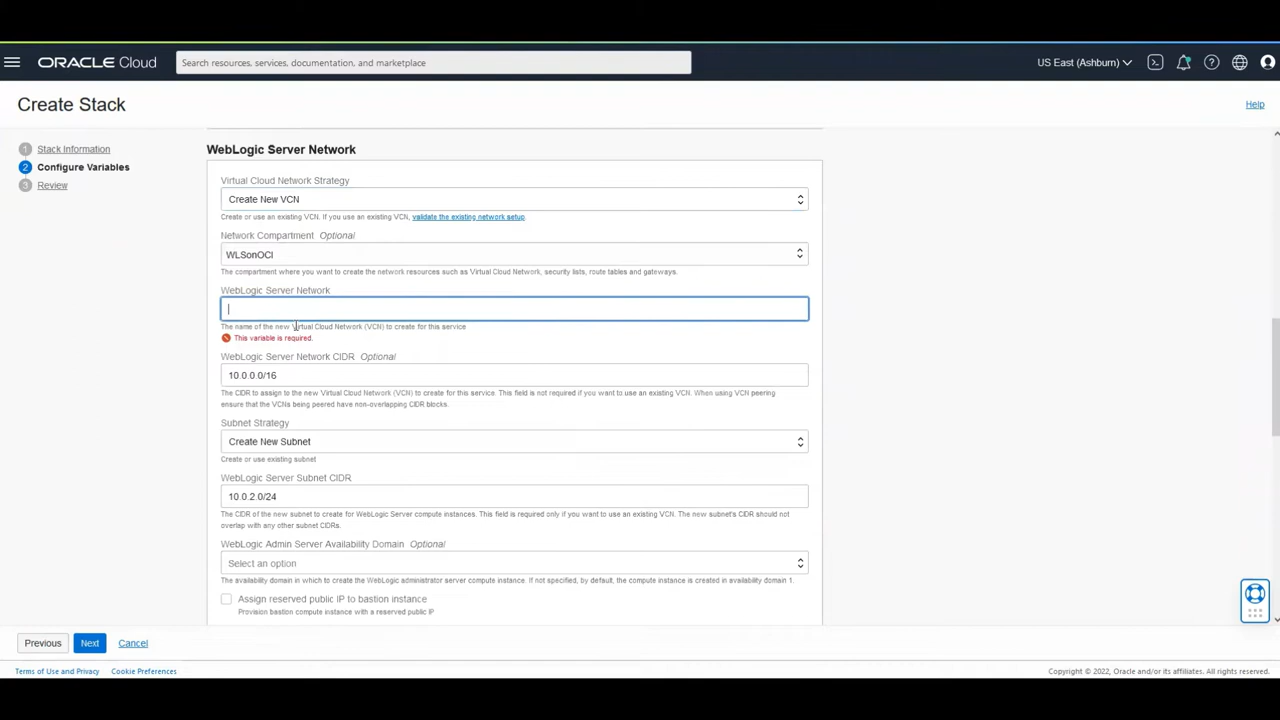 ORACLE Cloud
Search resources, services, documentation, and marketplace
US East (Ashburn)
Create Stack
Help
1 Stack Information
2 Configure Variables
3 Review
WebLogic Server Network
Virtual Cloud Network Strategy
Create New VCN
Create or use an existing VCN. If you use an existing VCN, validate the existing network setup.
Network Compartment Optional
WLSonOCI
The compartment where you want to create the network resources such as Virtual Cloud Network, security lists, route tables and gateways.
WebLogic Server Network
The name of the new Virtual Cloud Network (VCN) to create for this service
This variable is required.
WebLogic Server Network CIDR Optional
10.0.0.0/16
The CIDR to assign to the new Virtual Cloud Network (VCN) to create for this service. This field is not required if you want to use an existing VCN. When using VCN peering
ensure that the VCNs being peered have non-overlapping CIDR blocks.
Subnet Strategy
Create New Subnet
Create or use existing subnet
WebLogic Server Subnet CIDR
10.0.2.0/24
The CIDR of the new subnet to create for WebLogic Server compute instances. This field is required only if you want to use an existing VCN. The new subnet's CIDR should not
overlap with any other subnet CIDRs.
WebLogic Admin Server Availability Domain Optional
Select an option
The availability domain in which to create the WebLogic administrator server compute instance. If not specified, by default, the compute instance is created in availability domain 1.
Assign reserved public IP to bastion instance
Provision bastion compute instance with a reserved public IP
Previous
Next
Cancel
Terms of Use and Privacy
Cookie Preferences
Copyright © 2022, Oracle and/or its affiliates. All rights reserved.